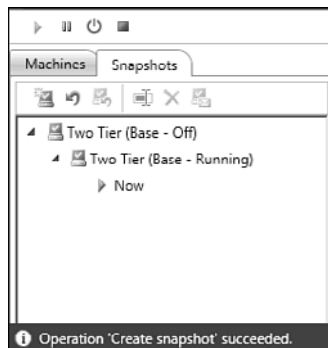 Machines Snapshots
Two Tier (Base - Off)
Two Tier (Base - Running)
Now
Operation 'Create snapshot' succeeded.